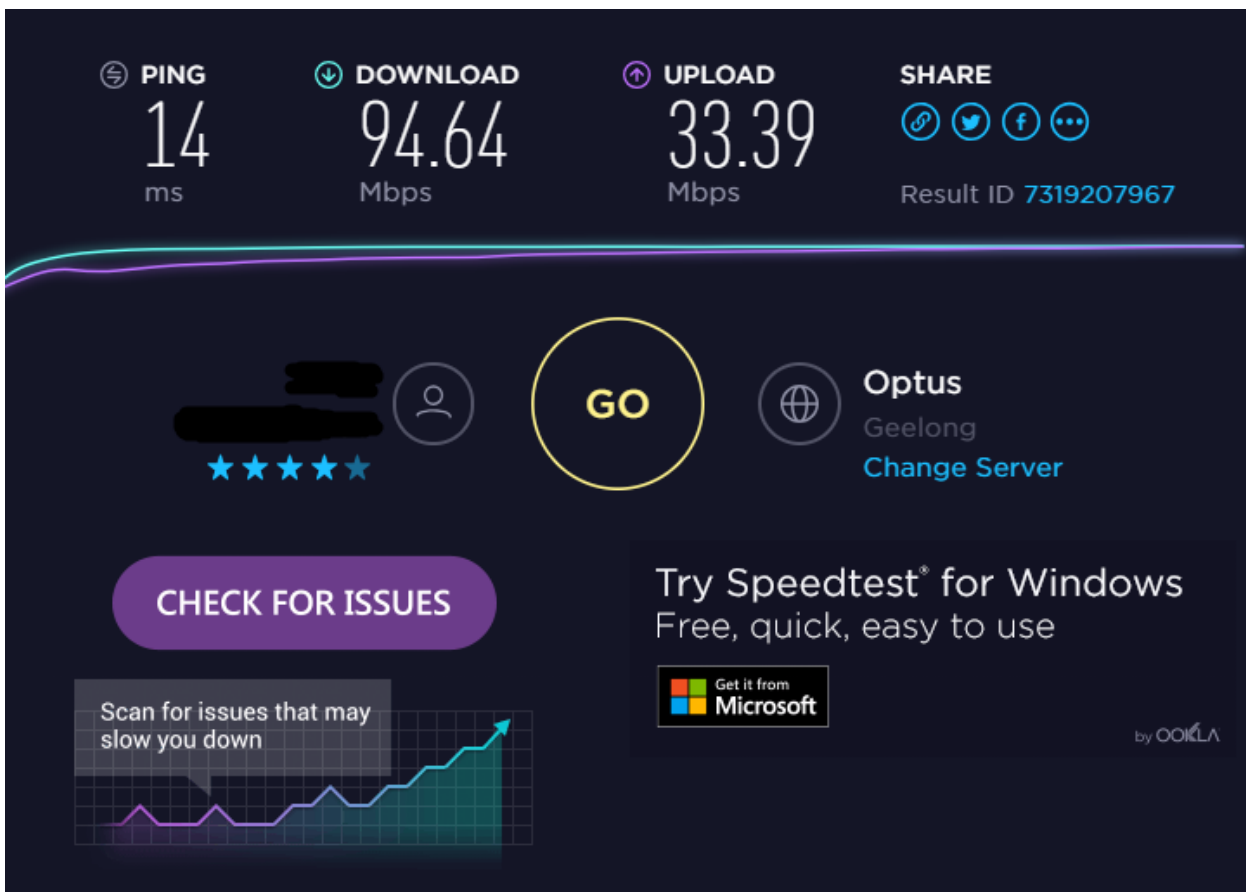 PING
14
ms
DOWNLOAD
94.64
Mbps
UPLOAD
33.39
Mbps
SHARE
Result ID 7319207967
GO
Optus
Geelong
Change Server
CHECK FOR ISSUES
Scan for issues that may
slow you down
Try Speedtest® for Windows
Free, quick, easy to use
Get it from
Microsoft
by OOKLA